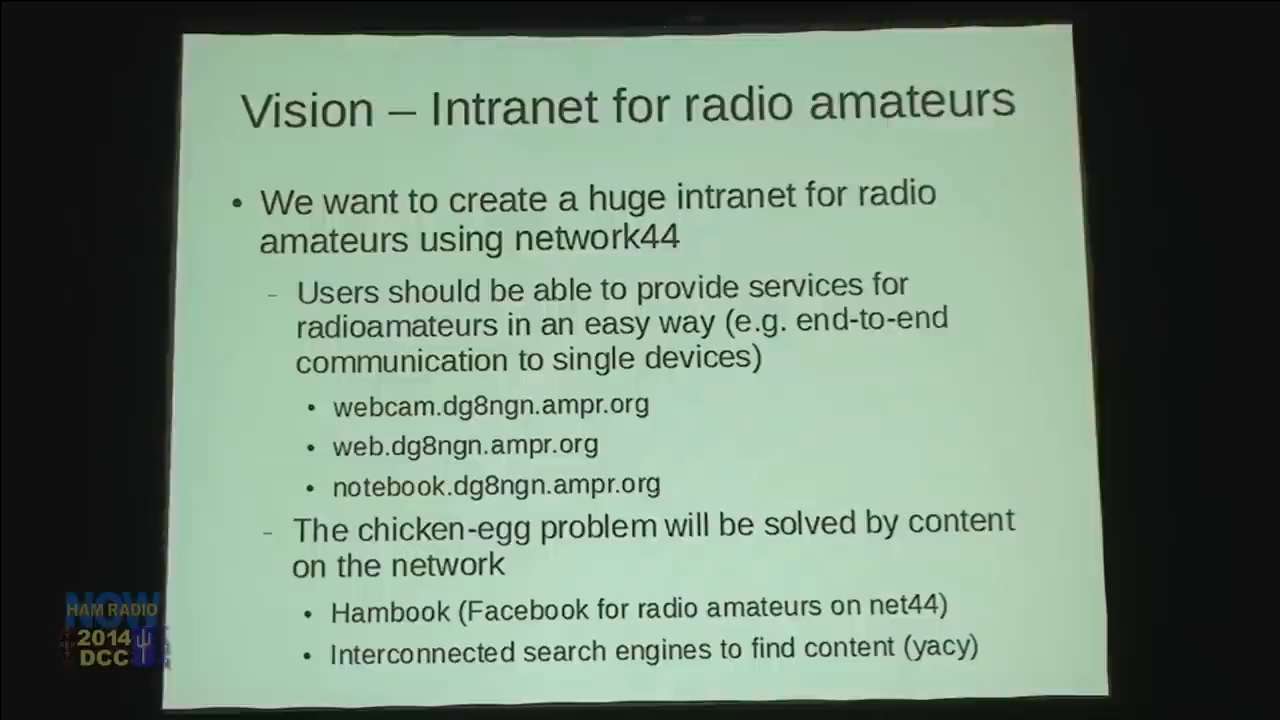 Vision – Intranet for radio amateurs
• We want to create a huge intranet for radio
amateurs using network44
– Users should be able to provide services for
radioamateurs in an easy way (e.g. end-to-end
communication to single devices)
• webcam.dg8ngn.ampr.org
• web.dg8ngn.ampr.org
• notebook.dg8ngn.ampr.org
– The chicken-egg problem will be solved by content
on the network
• Hambook (Facebook for radio amateurs on net44)
• Interconnected search engines to find content (yacy)
NOW
HAM RADIO
2014
DCC